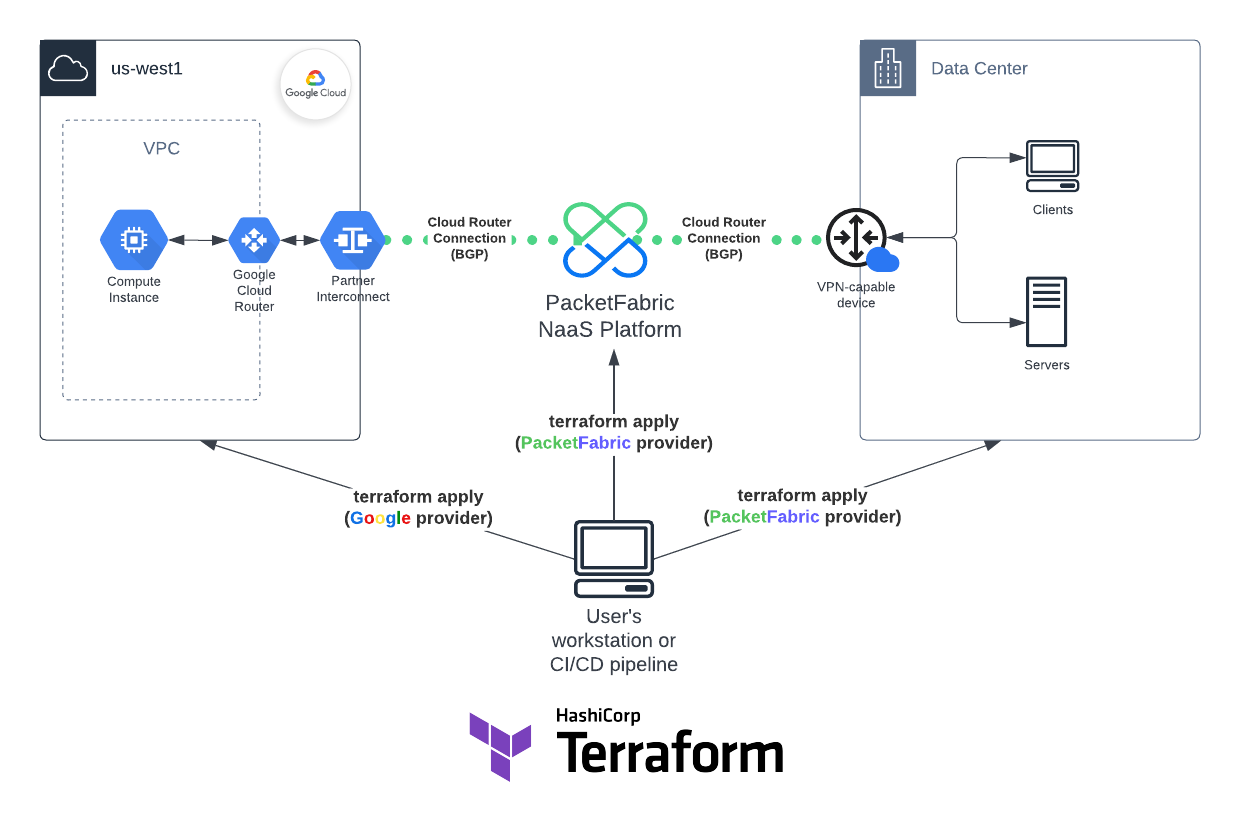 us-west1
Google Cloud
Data Center
VPC
Compute
Instance
Google
Cloud
Router
Partner
Interconnect
Cloud Router
Connection
(BGP)
PacketFabric
NaaS Platform
Cloud Router
Connection
(BGP)
VPN-capable
device
Clients
Servers
terraform apply
(PacketFabric provider)
terraform apply
(Google provider)
terraform apply
(PacketFabric provider)
User's
workstation or
CI/CD pipeline
HashiCorp
Terraform